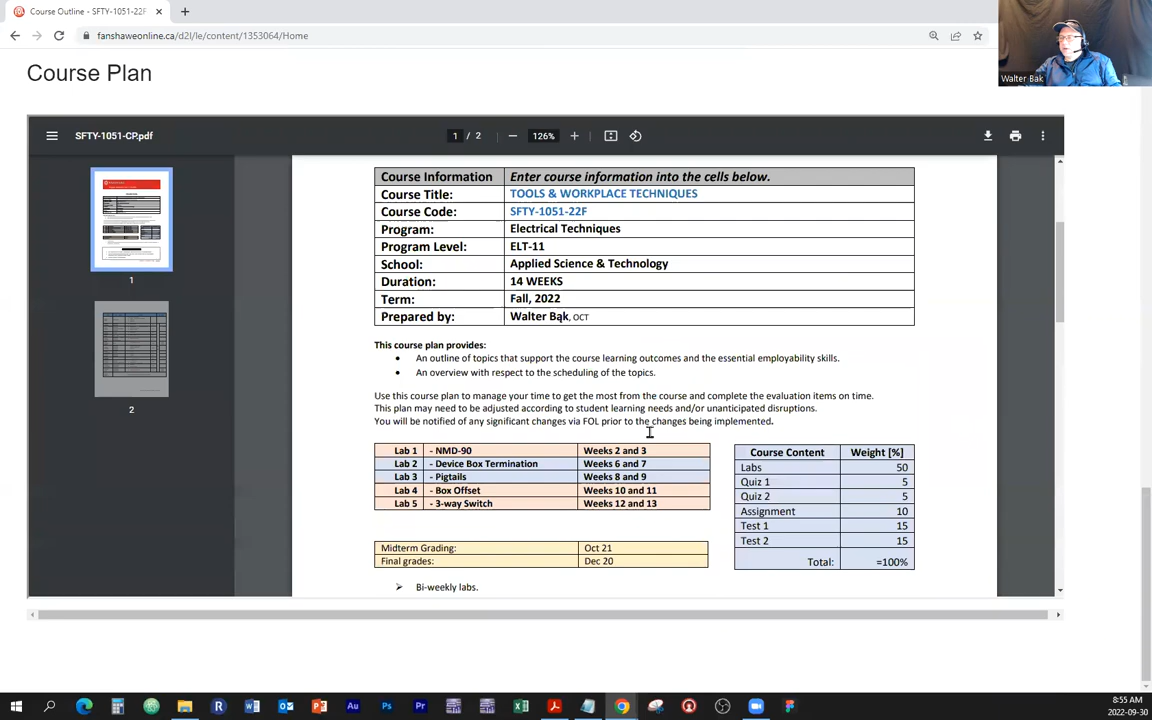 Course Outline - SFTY-1051-22F
fanshaweonline.ca/d2l/le/content/1353064/Home
Walter Bak
Course Plan
SFTY-1051-CP.pdf
1 / 2
126%
1
2
Course Information Enter course information into the cells below.
Course Title: TOOLS & WORKPLACE TECHNIQUES
Course Code: SFTY-1051-22F
Program: Electrical Techniques
Program Level: ELT-11
School: Applied Science & Technology
Duration: 14 WEEKS
Term: Fall, 2022
Prepared by: Walter Bąk, OCT
This course plan provides:
• An outline of topics that support the course learning outcomes and the essential employability skills.
• An overview with respect to the scheduling of the topics.
Use this course plan to manage your time to get the most from the course and complete the evaluation items on time.
This plan may need to be adjusted according to student learning needs and/or unanticipated disruptions.
You will be notified of any significant changes via FOL prior to the changes being implemented.
Lab 1 - NMD-90 Weeks 2 and 3
Lab 2 - Device Box Termination Weeks 6 and 7
Lab 3 - Pigtails Weeks 8 and 9
Lab 4 - Box Offset Weeks 10 and 11
Lab 5 - 3-way Switch Weeks 12 and 13
Course Content Weight [%]
Labs 50
Quiz 1 5
Quiz 2 5
Assignment 10
Test 1 15
Test 2 15
Total: =100%
Midterm Grading: Oct 21
Final grades: Dec 20
➢ Bi-weekly labs.
8:55 AM
2022-09-30